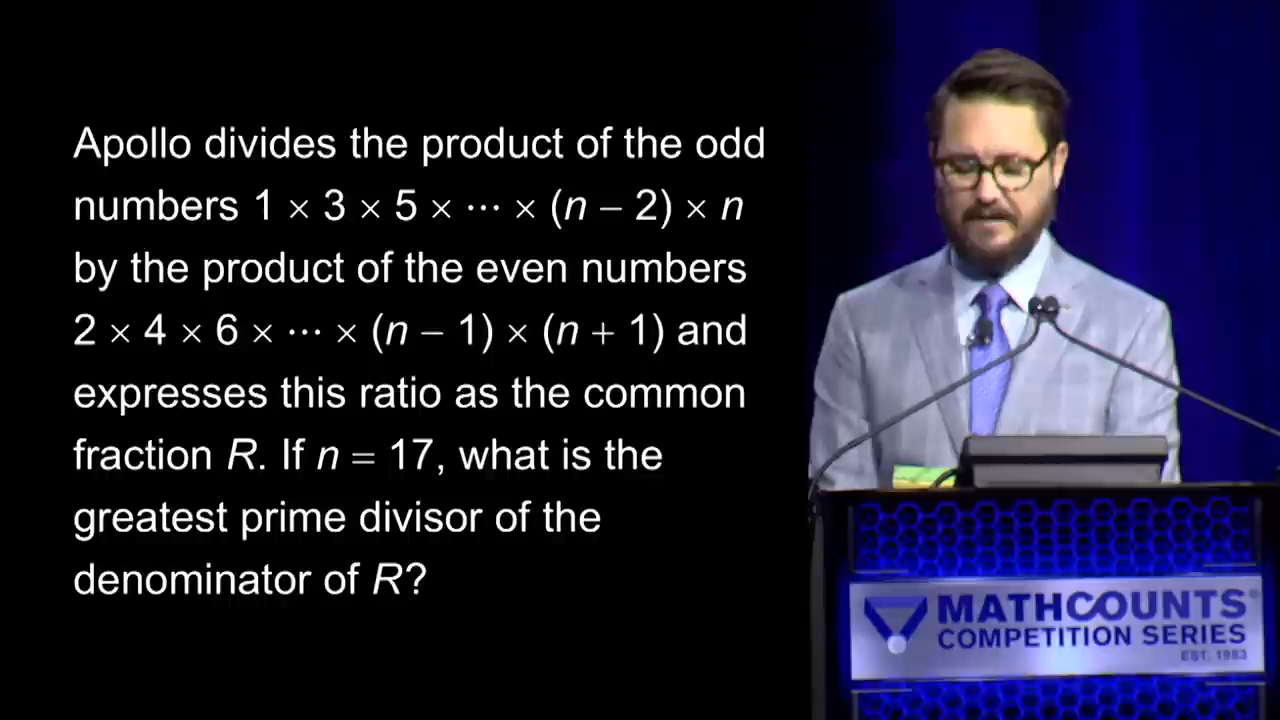 Apollo divides the product of the odd
numbers 1 × 3 × 5 × ··· × (n − 2) × n
by the product of the even numbers
2 × 4 × 6 × ··· × (n − 1) × (n + 1) and
expresses this ratio as the common
fraction R. If n = 17, what is the
greatest prime divisor of the
denominator of R?
MATHCOUNTS®
COMPETITION SERIES
EST. 1983